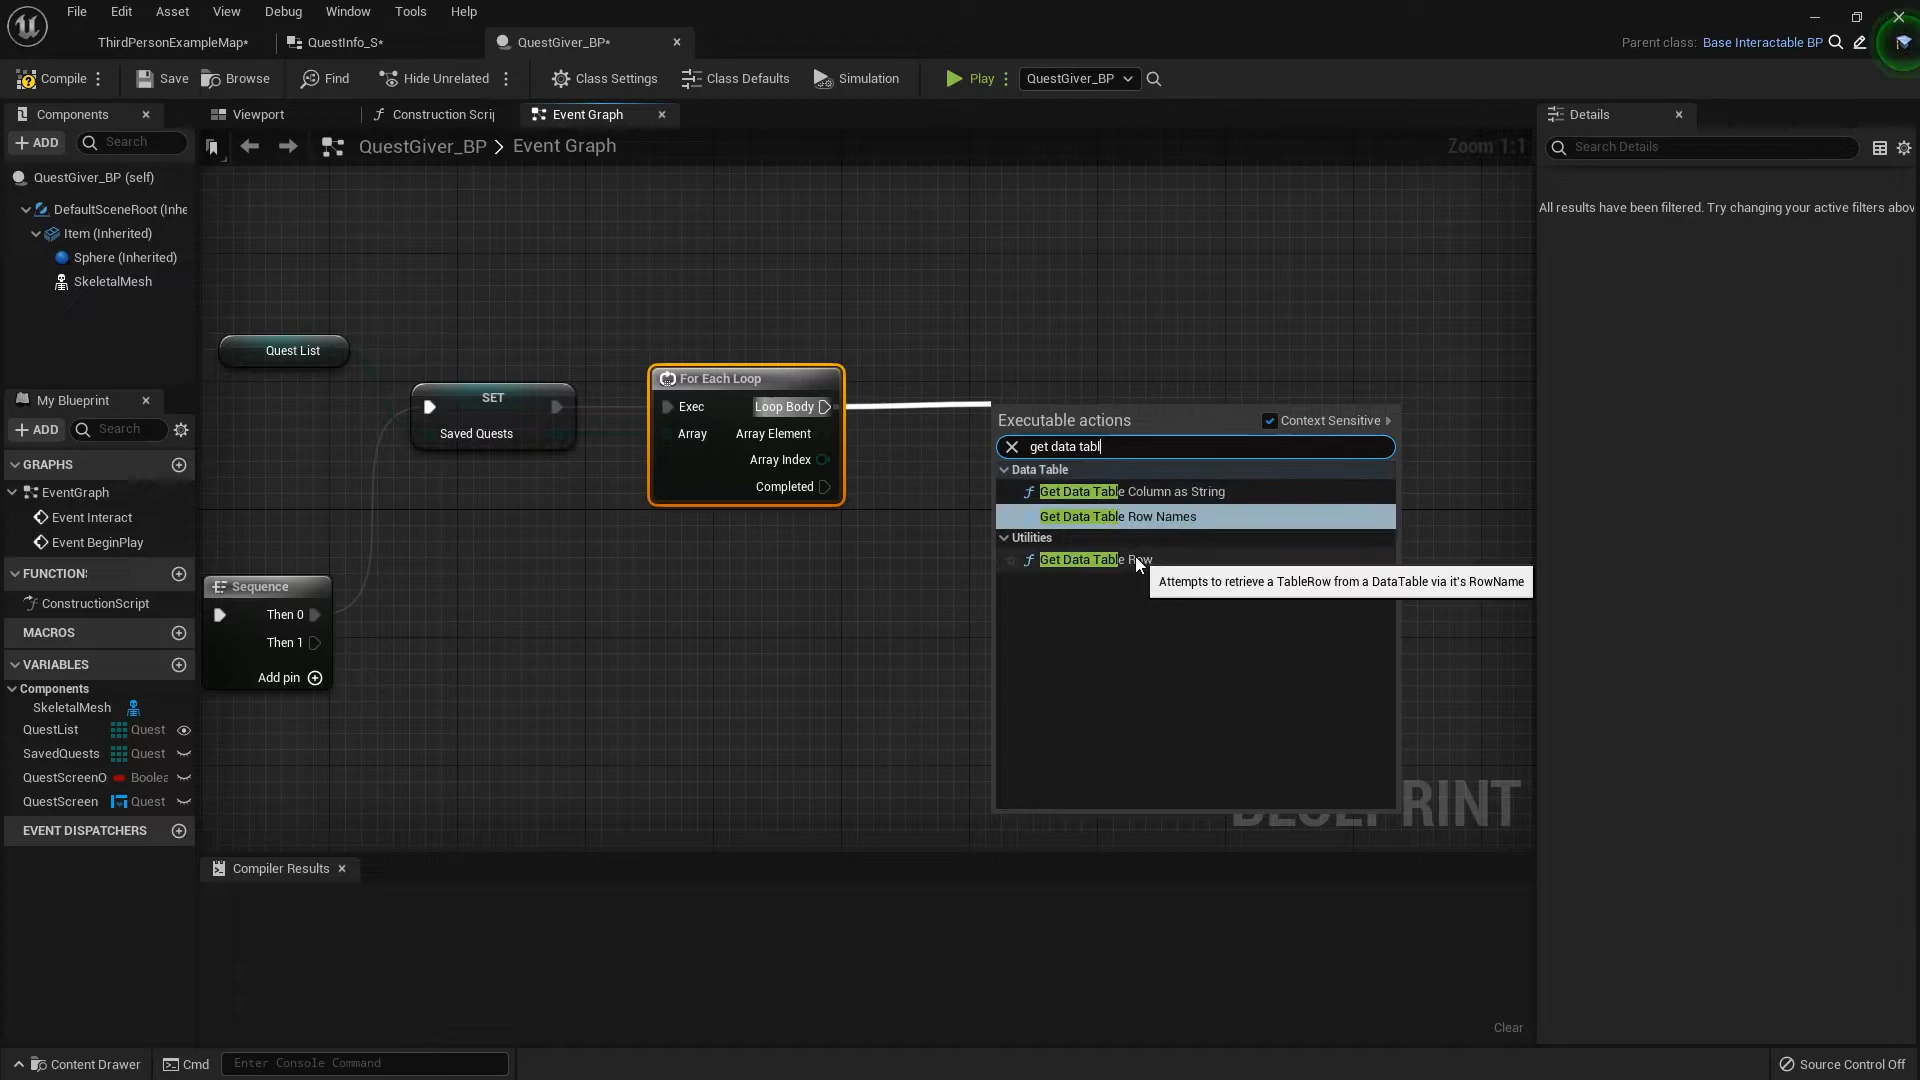 File Edit Asset View Debug Window Tools Help
ThirdPersonExampleMap* QuestInfo_S* QuestGiver_BP*
Parent class: Base Interactable BP
Compile Save Browse Find Hide Unrelated Class Settings Class Defaults Simulation Play QuestGiver_BP
Components
Viewport Construction Scrij Event Graph
Details
ADD Search
QuestGiver_BP > Event Graph
Zoom 1:1
Search Details
QuestGiver_BP (self)
DefaultSceneRoot (Inhe
Item (Inherited)
Sphere (Inherited)
SkeletalMesh
All results have been filtered. Try changing your active filters abov
My Blueprint
ADD Search
GRAPHS
EventGraph
Event Interact
Event BeginPlay
FUNCTION:
ConstructionScript
MACROS
VARIABLES
Components
SkeletalMesh
QuestList Quest
SavedQuests Quest
QuestScreenO Boolea
QuestScreen Quest
EVENT DISPATCHERS
Quest List
SET
Saved Quests
For Each Loop
Exec Loop Body
Array Array Element
Array Index
Completed
Sequence
Then 0
Then 1
Add pin
Executable actions Context Sensitive
get data tabl
Data Table
Get Data Table Column as String
Get Data Table Row Names
Utilities
Get Data Table Row
Attempts to retrieve a TableRow from a DataTable via it's RowName
BLUEPRINT
Compiler Results
Clear
Content Drawer Cmd Enter Console Command
Source Control Off